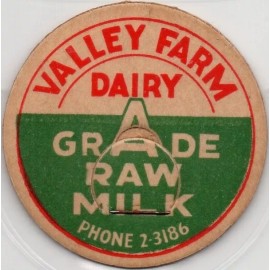 VALLEY FARM
DAIRY
A
GRADE
RAW
MILK
PHONE 2-3186